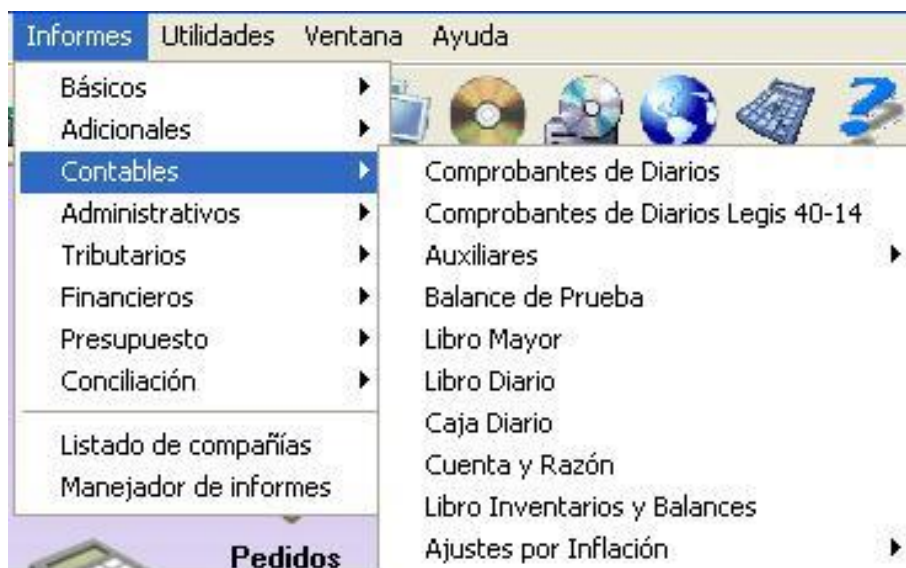 Informes Utilidades Ventana Ayuda
Básicos
Adicionales
Contables
Administrativos
Tributarios
Financieros
Presupuesto
Conciliación
Listado de compañías
Manejador de informes
Comprobantes de Diarios
Comprobantes de Diarios Legis 40-14
Auxiliares
Balance de Prueba
Libro Mayor
Libro Diario
Caja Diario
Cuenta y Razón
Libro Inventarios y Balances
Ajustes por Inflación
Pedidos